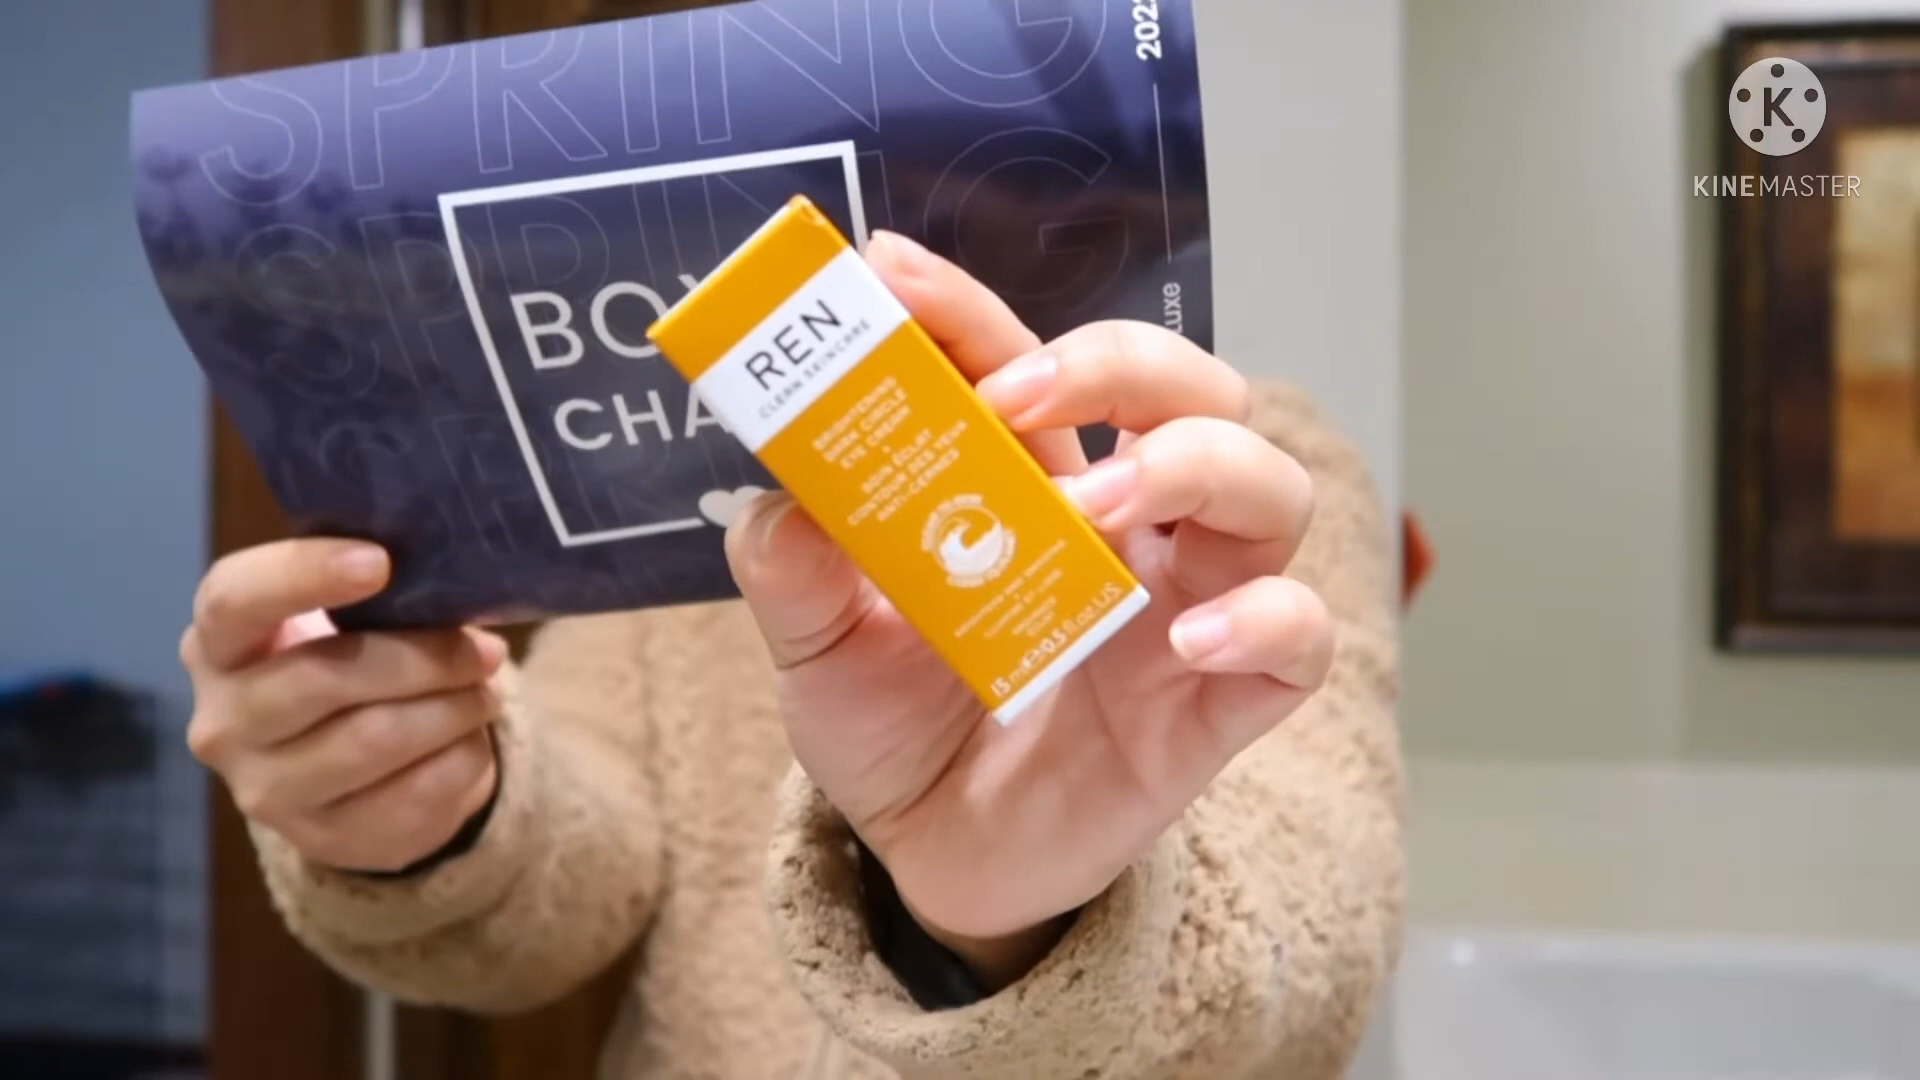 SPRING
2022
SPRING
BOX
CHA
Luxe
REN
CLEAN SKINCARE
BRIGHTENING
DARK CIRCLE
EYE CREAM
SOIN ÉCLAT
CONTOUR DES YEUX
ANTI-CERNES
15 ml e 0.5 fl.oz.US
KINEMASTER